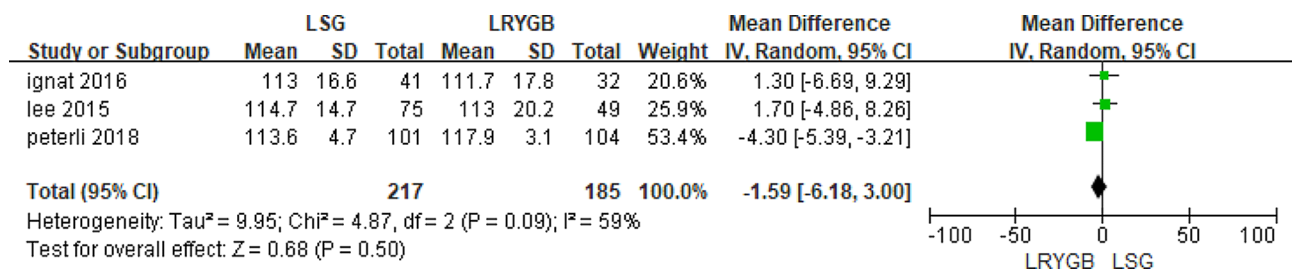 LSG LRYGB Mean Difference Mean Difference
Study or Subgroup Mean SD Total Mean SD Total Weight IV, Random, 95% CI IV, Random, 95% CI
ignat 2016 113 16.6 41 111.7 17.8 32 20.6% 1.30 [-6.69, 9.29]
lee 2015 114.7 14.7 75 113 20.2 49 25.9% 1.70 [-4.86, 8.26]
peterli 2018 113.6 4.7 101 117.9 3.1 104 53.4% -4.30 [-5.39, -3.21]
Total (95% CI) 217 185 100.0% -1.59 [-6.18, 3.00]
Heterogeneity: Tau² = 9.95; Chi² = 4.87, df = 2 (P = 0.09); I² = 59%
Test for overall effect: Z = 0.68 (P = 0.50)
-100 -50 0 50 100
LRYGB LSG